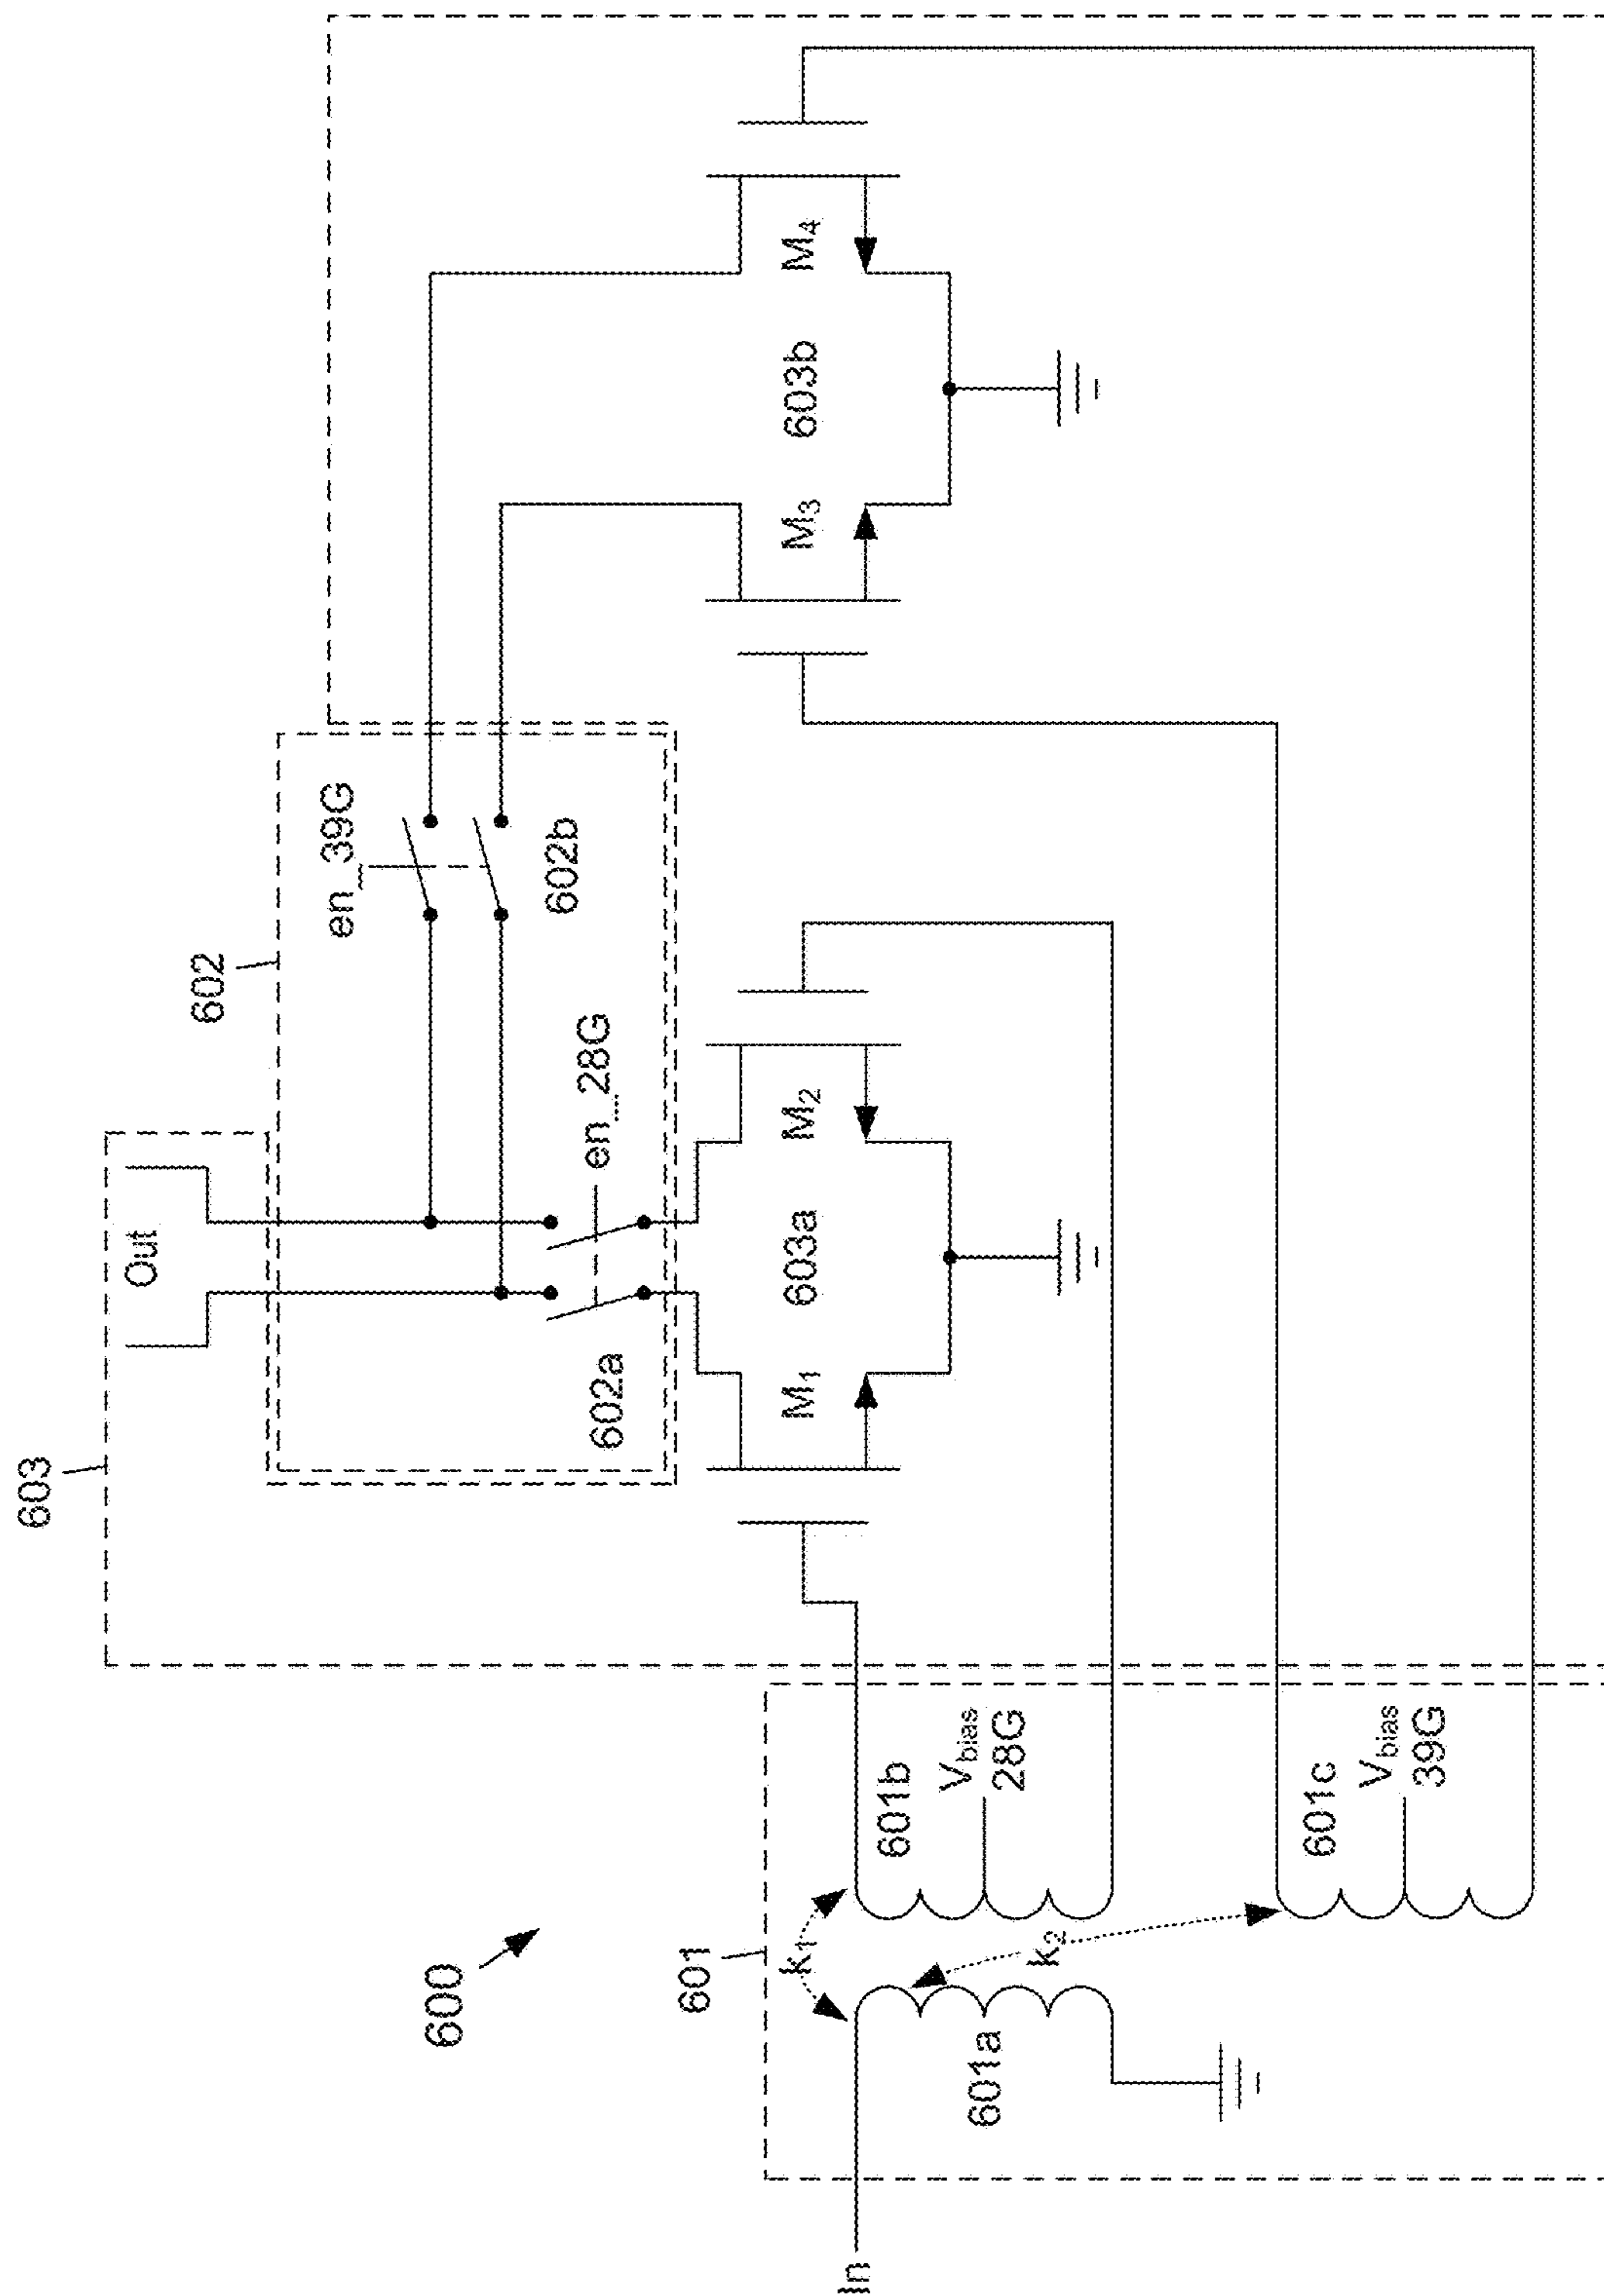 603
602
Out
en_39G
602b
en_28G
602a
M₁
603a
M₂
M₃
603b
M₄
600
601
k₁
601b
Vbias
28G
In
601a
k₂
601c
Vbias
39G